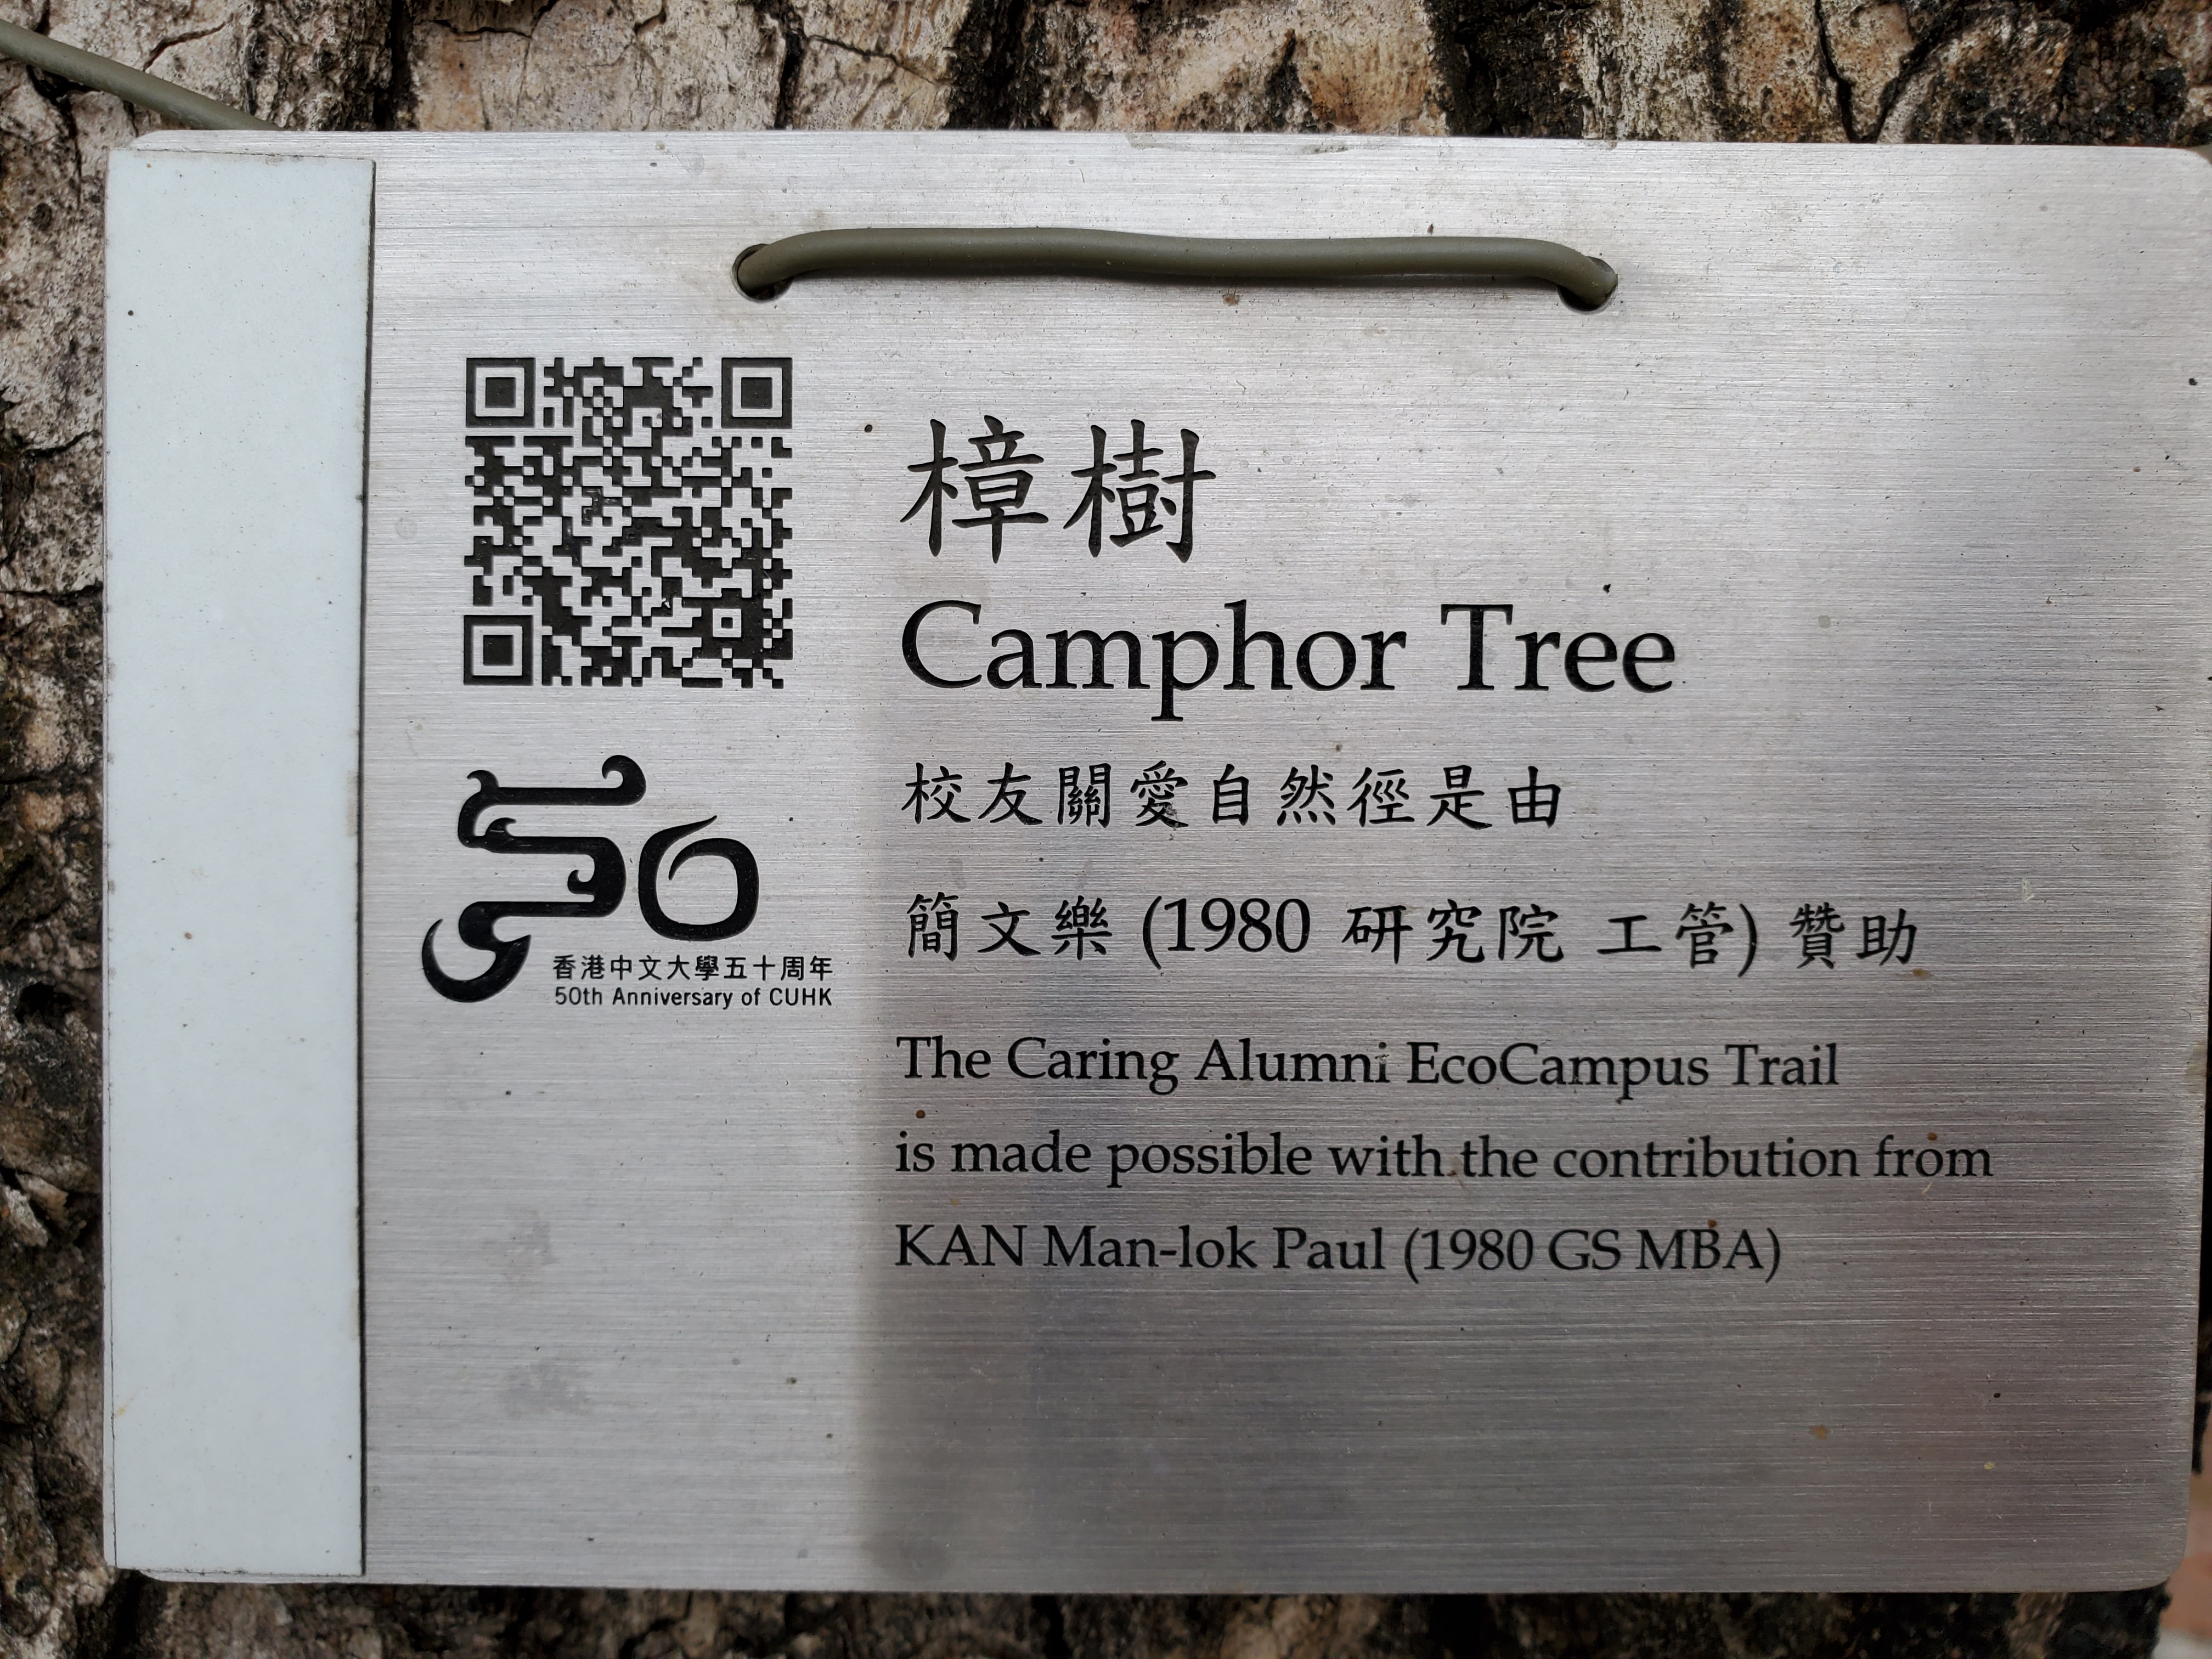 樟樹
Camphor Tree
校友關愛自然徑是由
簡文樂 (1980 研究院 工管) 贊助
The Caring Alumni EcoCampus Trail
is made possible with the contribution from
KAN Man-lok Paul (1980 GS MBA)
50
香港中文大學五十周年
50th Anniversary of CUHK